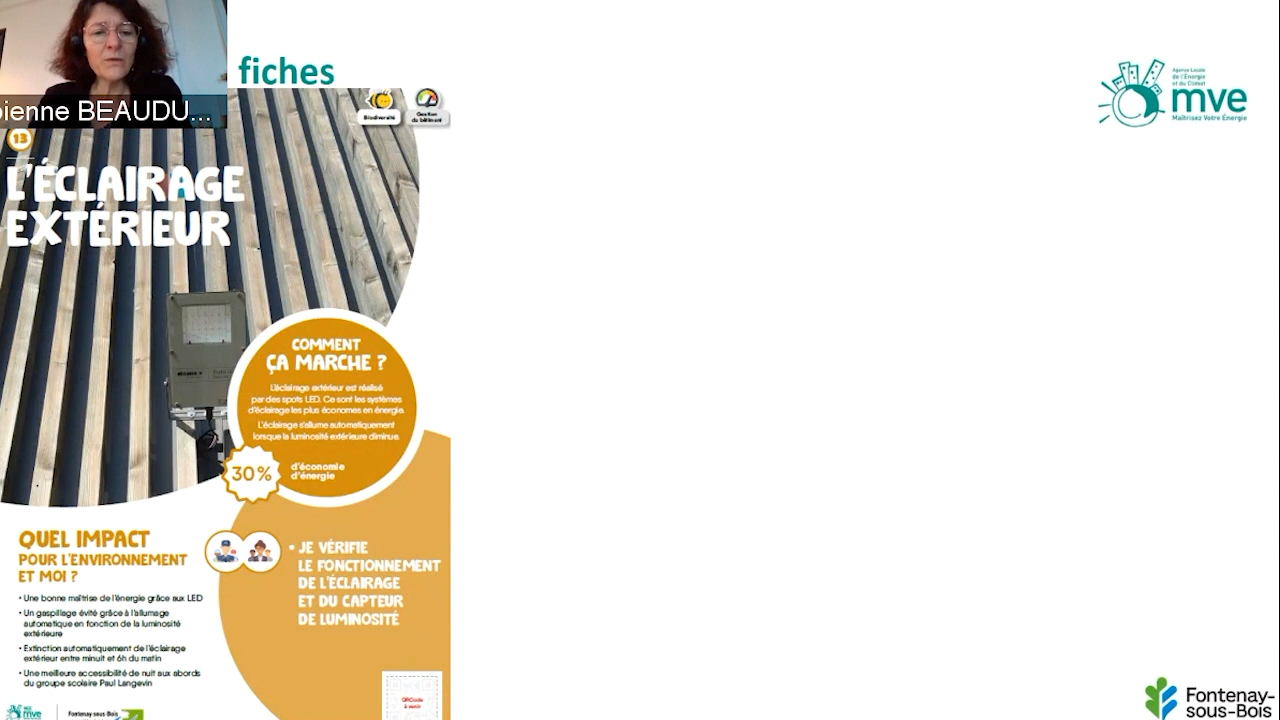 fiches
bienne BEAUDU...
Agence Locale
de l'Énergie
et du Climat
mve
Maîtrisez Votre Énergie
Biodiversité
Gestion
du bâtiment
13
L'ÉCLAIRAGE
EXTÉRIEUR
COMMENT
ÇA MARCHE ?
L'éclairage extérieur est réalisé
par des spots LED. Ce sont les systèmes
d'éclairage les plus économes en énergie.
L'éclairage s'allume automatiquement
lorsque la luminosité extérieure diminue.
30%
d'économie
d'énergie
QUEL IMPACT
POUR L'ENVIRONNEMENT
ET MOI ?
• Une bonne maîtrise de l'énergie grâce aux LED
• Un gaspillage évité grâce à l'allumage
automatique en fonction de la luminosité
extérieure
• Extinction automatiquement de l'éclairage
extérieur entre minuit et 6h du matin
• Une meilleure accessibilité de nuit aux abords
du groupe scolaire Paul Langevin
• JE VÉRIFIE
LE FONCTIONNEMENT
DE L'ÉCLAIRAGE
ET DU CAPTEUR
DE LUMINOSITÉ
QRCode
à venir
mve
Fontenay-sous-Bois
Fontenay-
sous-Bois